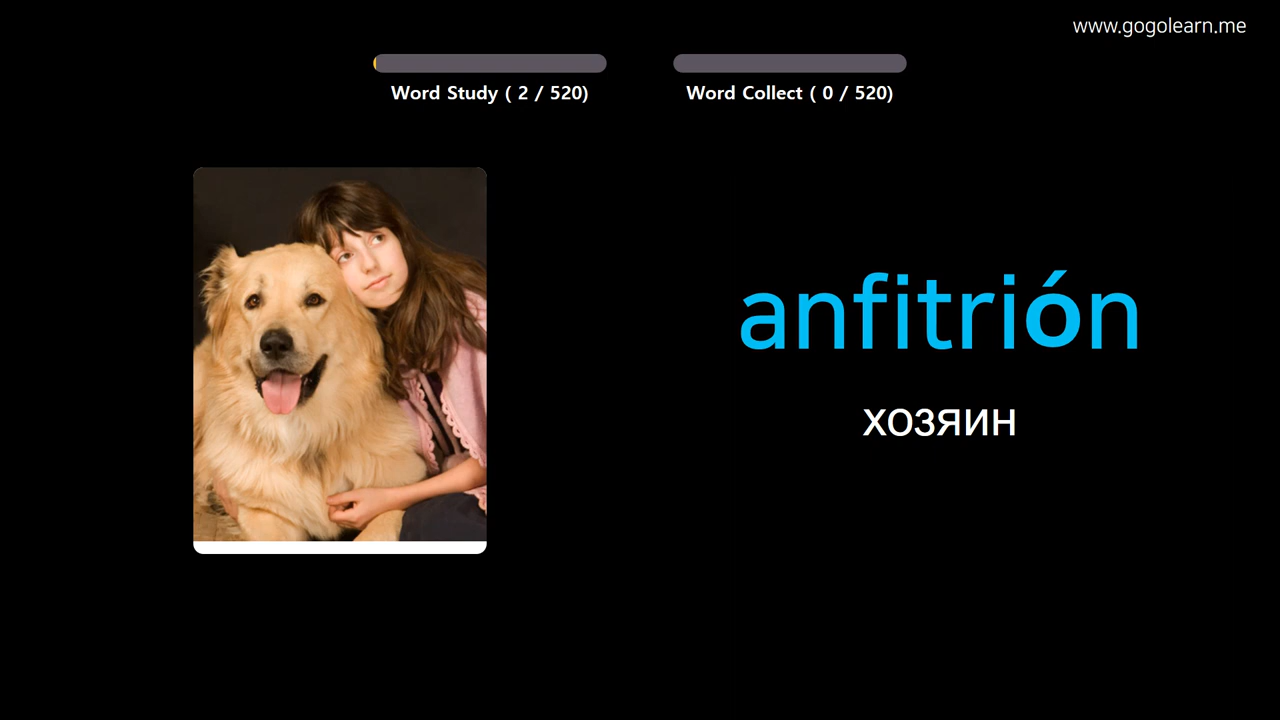 www.gogolearn.me
Word Study ( 2 / 520)
Word Collect ( 0 / 520)
anfitrión
хозяин